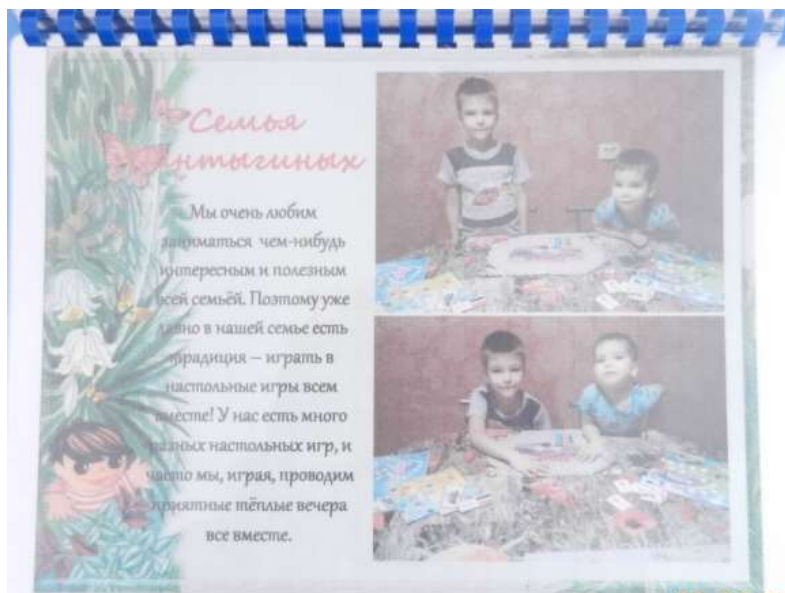 Семья
Мы очень любим
заниматься чем-нибудь
интересным и полезным
всей семьёй. Поэтому уже
давно в нашей семье есть
традиция – играть в
настольные игры всем
вместе! У нас есть много
разных настольных игр, и
часто мы, играя, проводим
приятные тёплые вечера
все вместе.